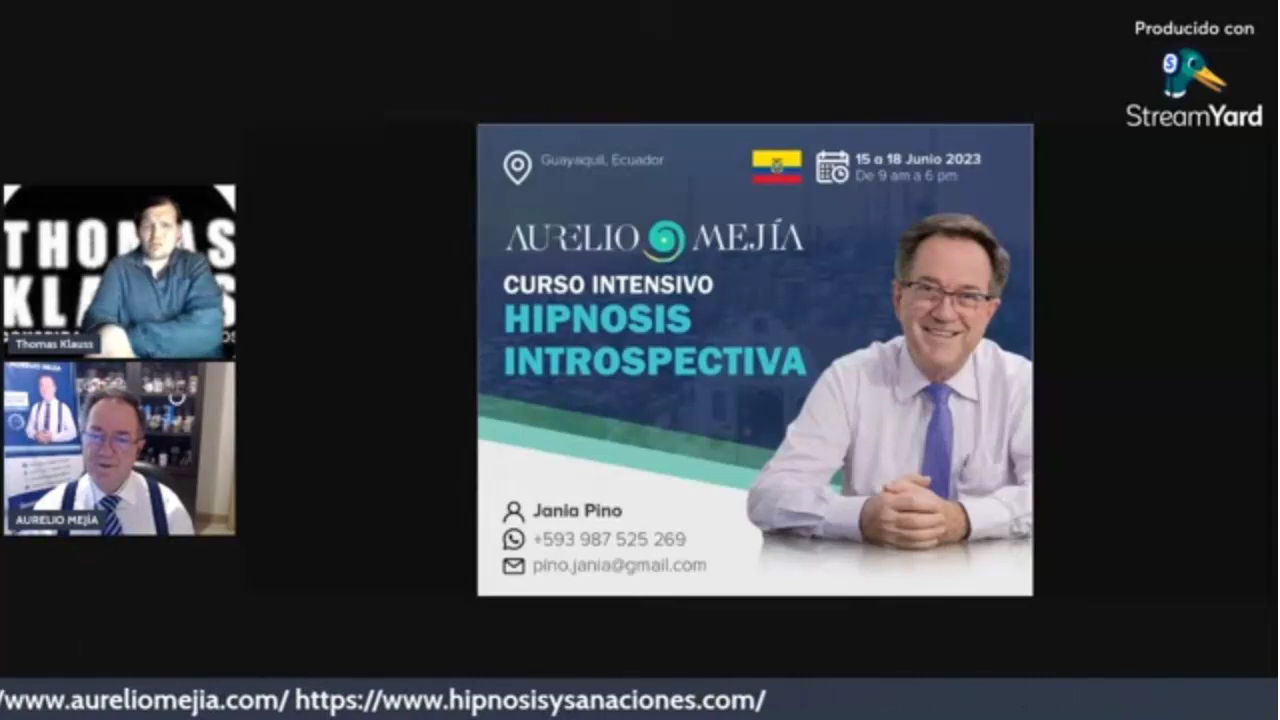 Producido con
StreamYard
Guayaquil, Ecuador
15 a 18 Junio 2023
De 9 am a 6 pm
AURELIO MEJÍA
CURSO INTENSIVO
HIPNOSIS
INTROSPECTIVA
Jania Pino
+593 987 525 269
pino.jania@gmail.com
THOMAS
Thomas Klauss
AURELIO MEJÍA
AURELIO MEJÍA
/www.aureliomejia.com/ https://www.hipnosisysanaciones.com/